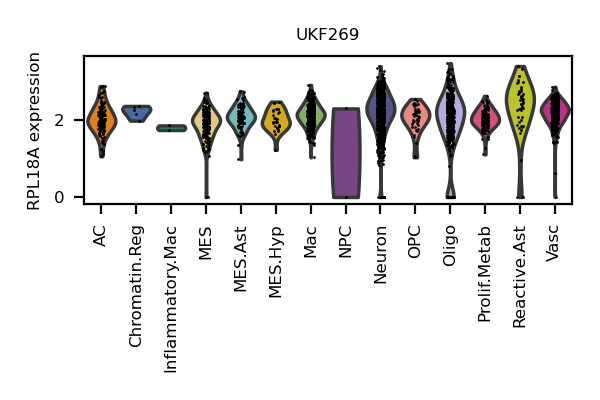 UKF269
RPL18A expression
2
0
AC
Chromatin.Reg
Inflammatory.Mac
MES
MES.Ast
MES.Hyp
Mac
NPC
Neuron
OPC
Oligo
Prolif.Metab
Reactive.Ast
Vasc